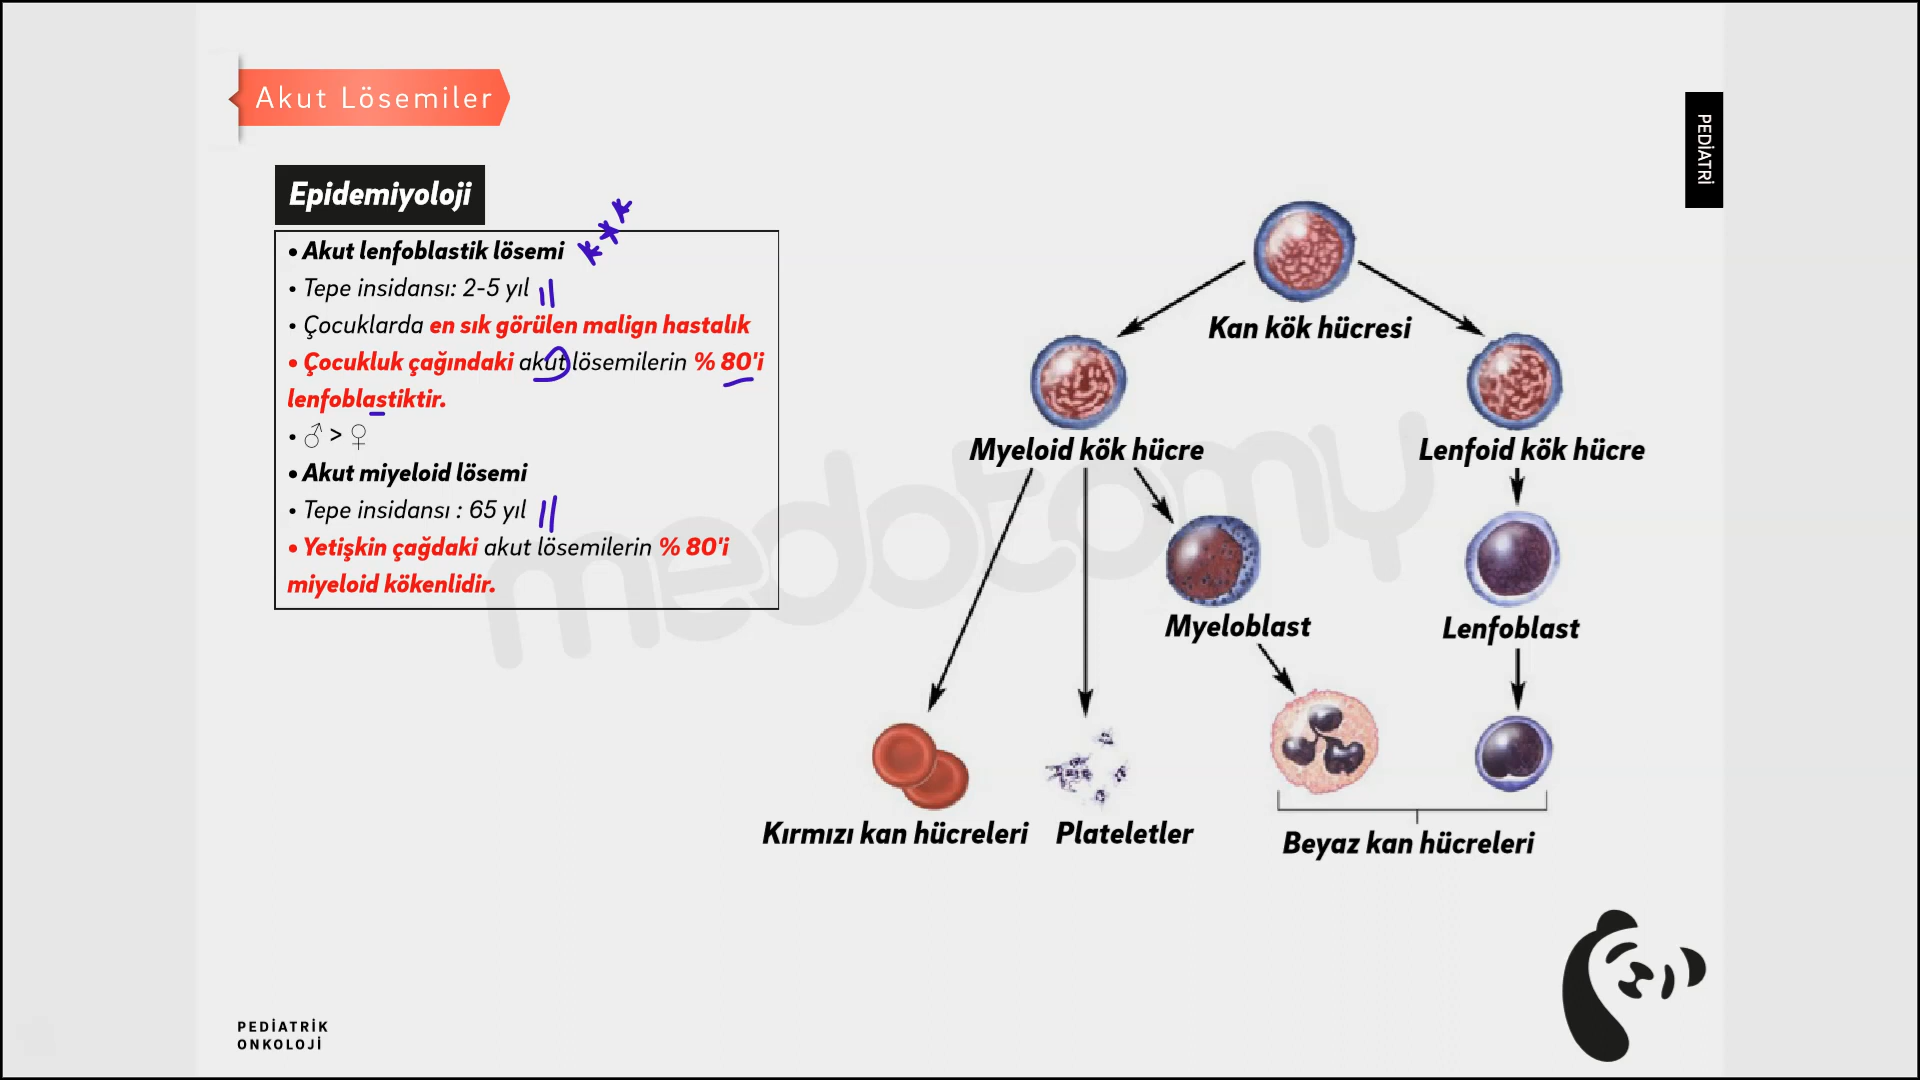 Akut Lösemiler
PEDİATRİ
Epidemiyoloji
• Akut lenfoblastik lösemi
• Tepe insidansı: 2-5 yıl
• Çocuklarda en sık görülen malign hastalık
• Çocukluk çağındaki akut lösemilerin % 80'i
lenfoblastiktir.
• ♂ > ♀
• Akut miyeloid lösemi
• Tepe insidansı : 65 yıl
• Yetişkin çağdaki akut lösemilerin % 80'i
miyeloid kökenlidir.
Kan kök hücresi
Myeloid kök hücre
Lenfoid kök hücre
Myeloblast
Lenfoblast
Kırmızı kan hücreleri
Plateletler
Beyaz kan hücreleri
medotomy
PEDİATRİK
ONKOLOJİ